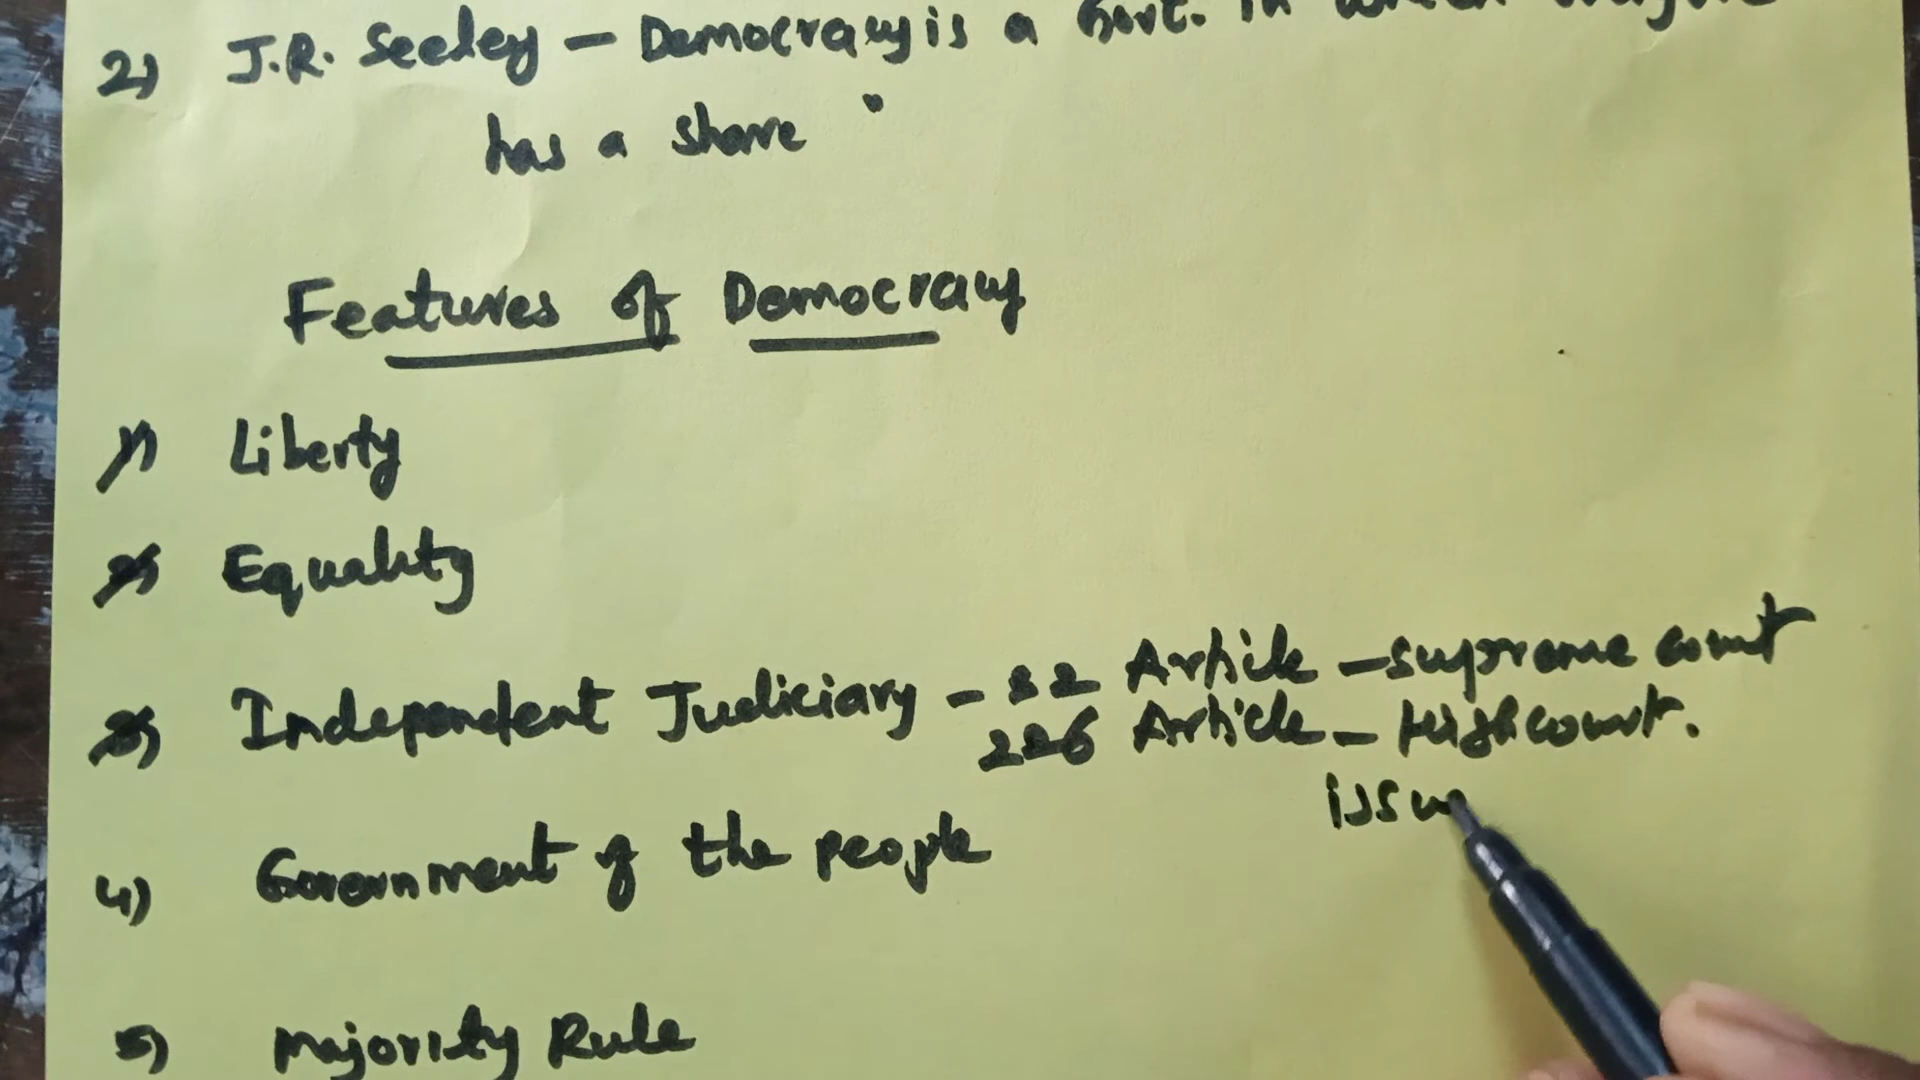 2) J.R. Seeley - Democracy is a Govt. in which
has a share "
Features of Democracy
1) Liberty
2) Equality
3) Independent Judiciary - 32 Article - supreme court
226 Article - High court.
issu
4) Government of the people
5) Majority Rule